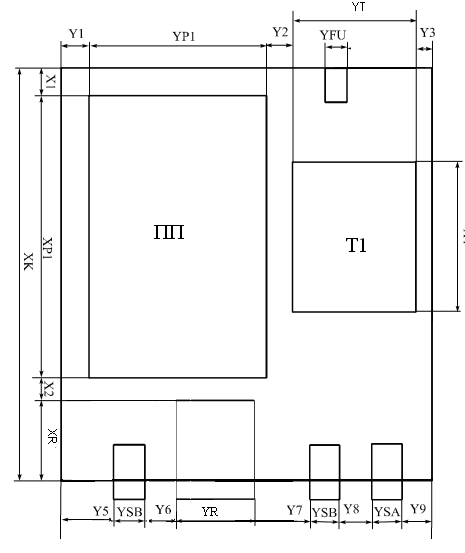 YT
Y1 YP1 Y2 YFU Y3
X1
ПП
T1
XP1
XK
X2
XR
Y5 YSB Y6 YR Y7 YSB Y8 YSA Y9